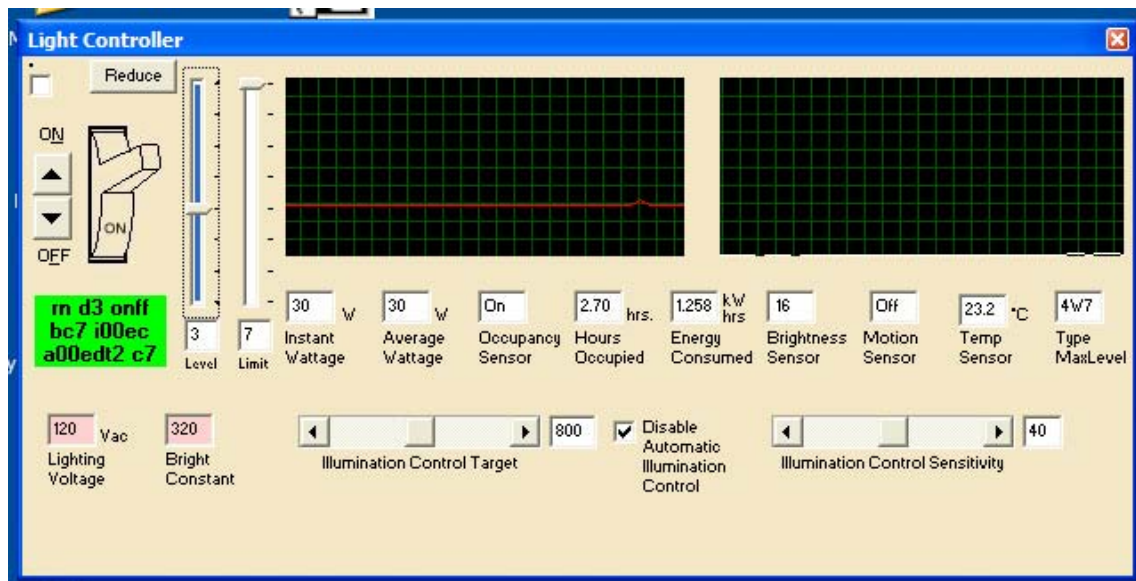 Light Controller
Reduce
ON
ON
OFF
rn d3 onff
bc7 i00ec
a00edt2 c7
3
Level
7
Limit
30 W
Instant
Wattage
30 W
Average
Wattage
On
Occupancy
Sensor
2.70 hrs.
Hours
Occupied
1.258 kW
hrs
Energy
Consumed
16
Brightness
Sensor
Off
Motion
Sensor
23.2 °C
Temp
Sensor
4W7
Type
MaxLevel
120 Vac
Lighting
Voltage
320
Bright
Constant
800
Illumination Control Target
Disable
Automatic
Illumination
Control
40
Illumination Control Sensitivity